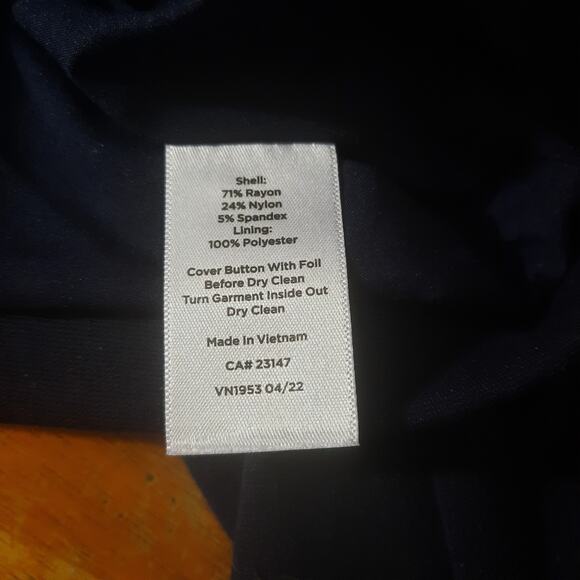 Shell:
71% Rayon
24% Nylon
5% Spandex
Lining:
100% Polyester
Cover Button With Foil
Before Dry Clean
Turn Garment Inside Out
Dry Clean
Made In Vietnam
CA# 23147
VN1953 04/22